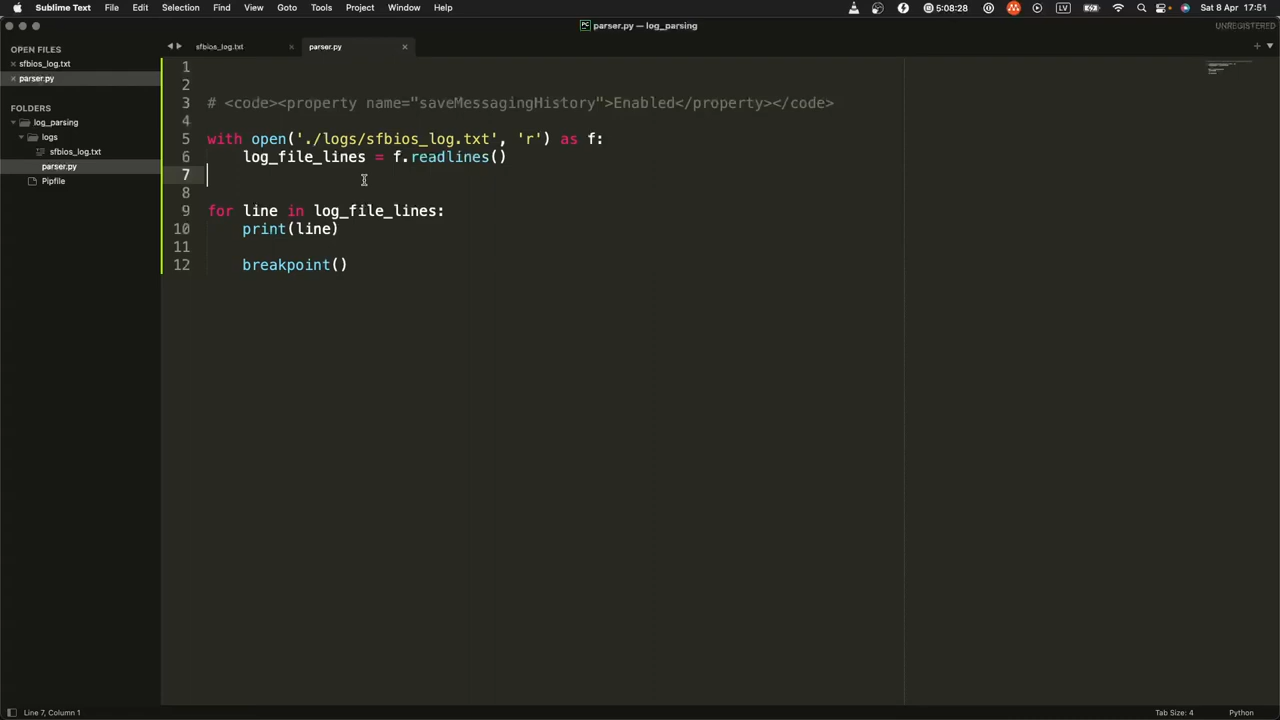 Sublime Text File Edit Selection Find View Goto Tools Project Window Help 5:08:28 LV Sat 8 Apr 17:51
parser.py — log_parsing UNREGISTERED
OPEN FILES
sfbios_log.txt
parser.py
FOLDERS
log_parsing
logs
sfbios_log.txt
parser.py
Pipfile
sfbios_log.txt parser.py
1
2
3 # <code><property name="saveMessagingHistory">Enabled</property></code>
4
5 with open('./logs/sfbios_log.txt', 'r') as f:
6 log_file_lines = f.readlines()
7
8
9 for line in log_file_lines:
10 print(line)
11
12 breakpoint()
Line 7, Column 1 Tab Size: 4 Python